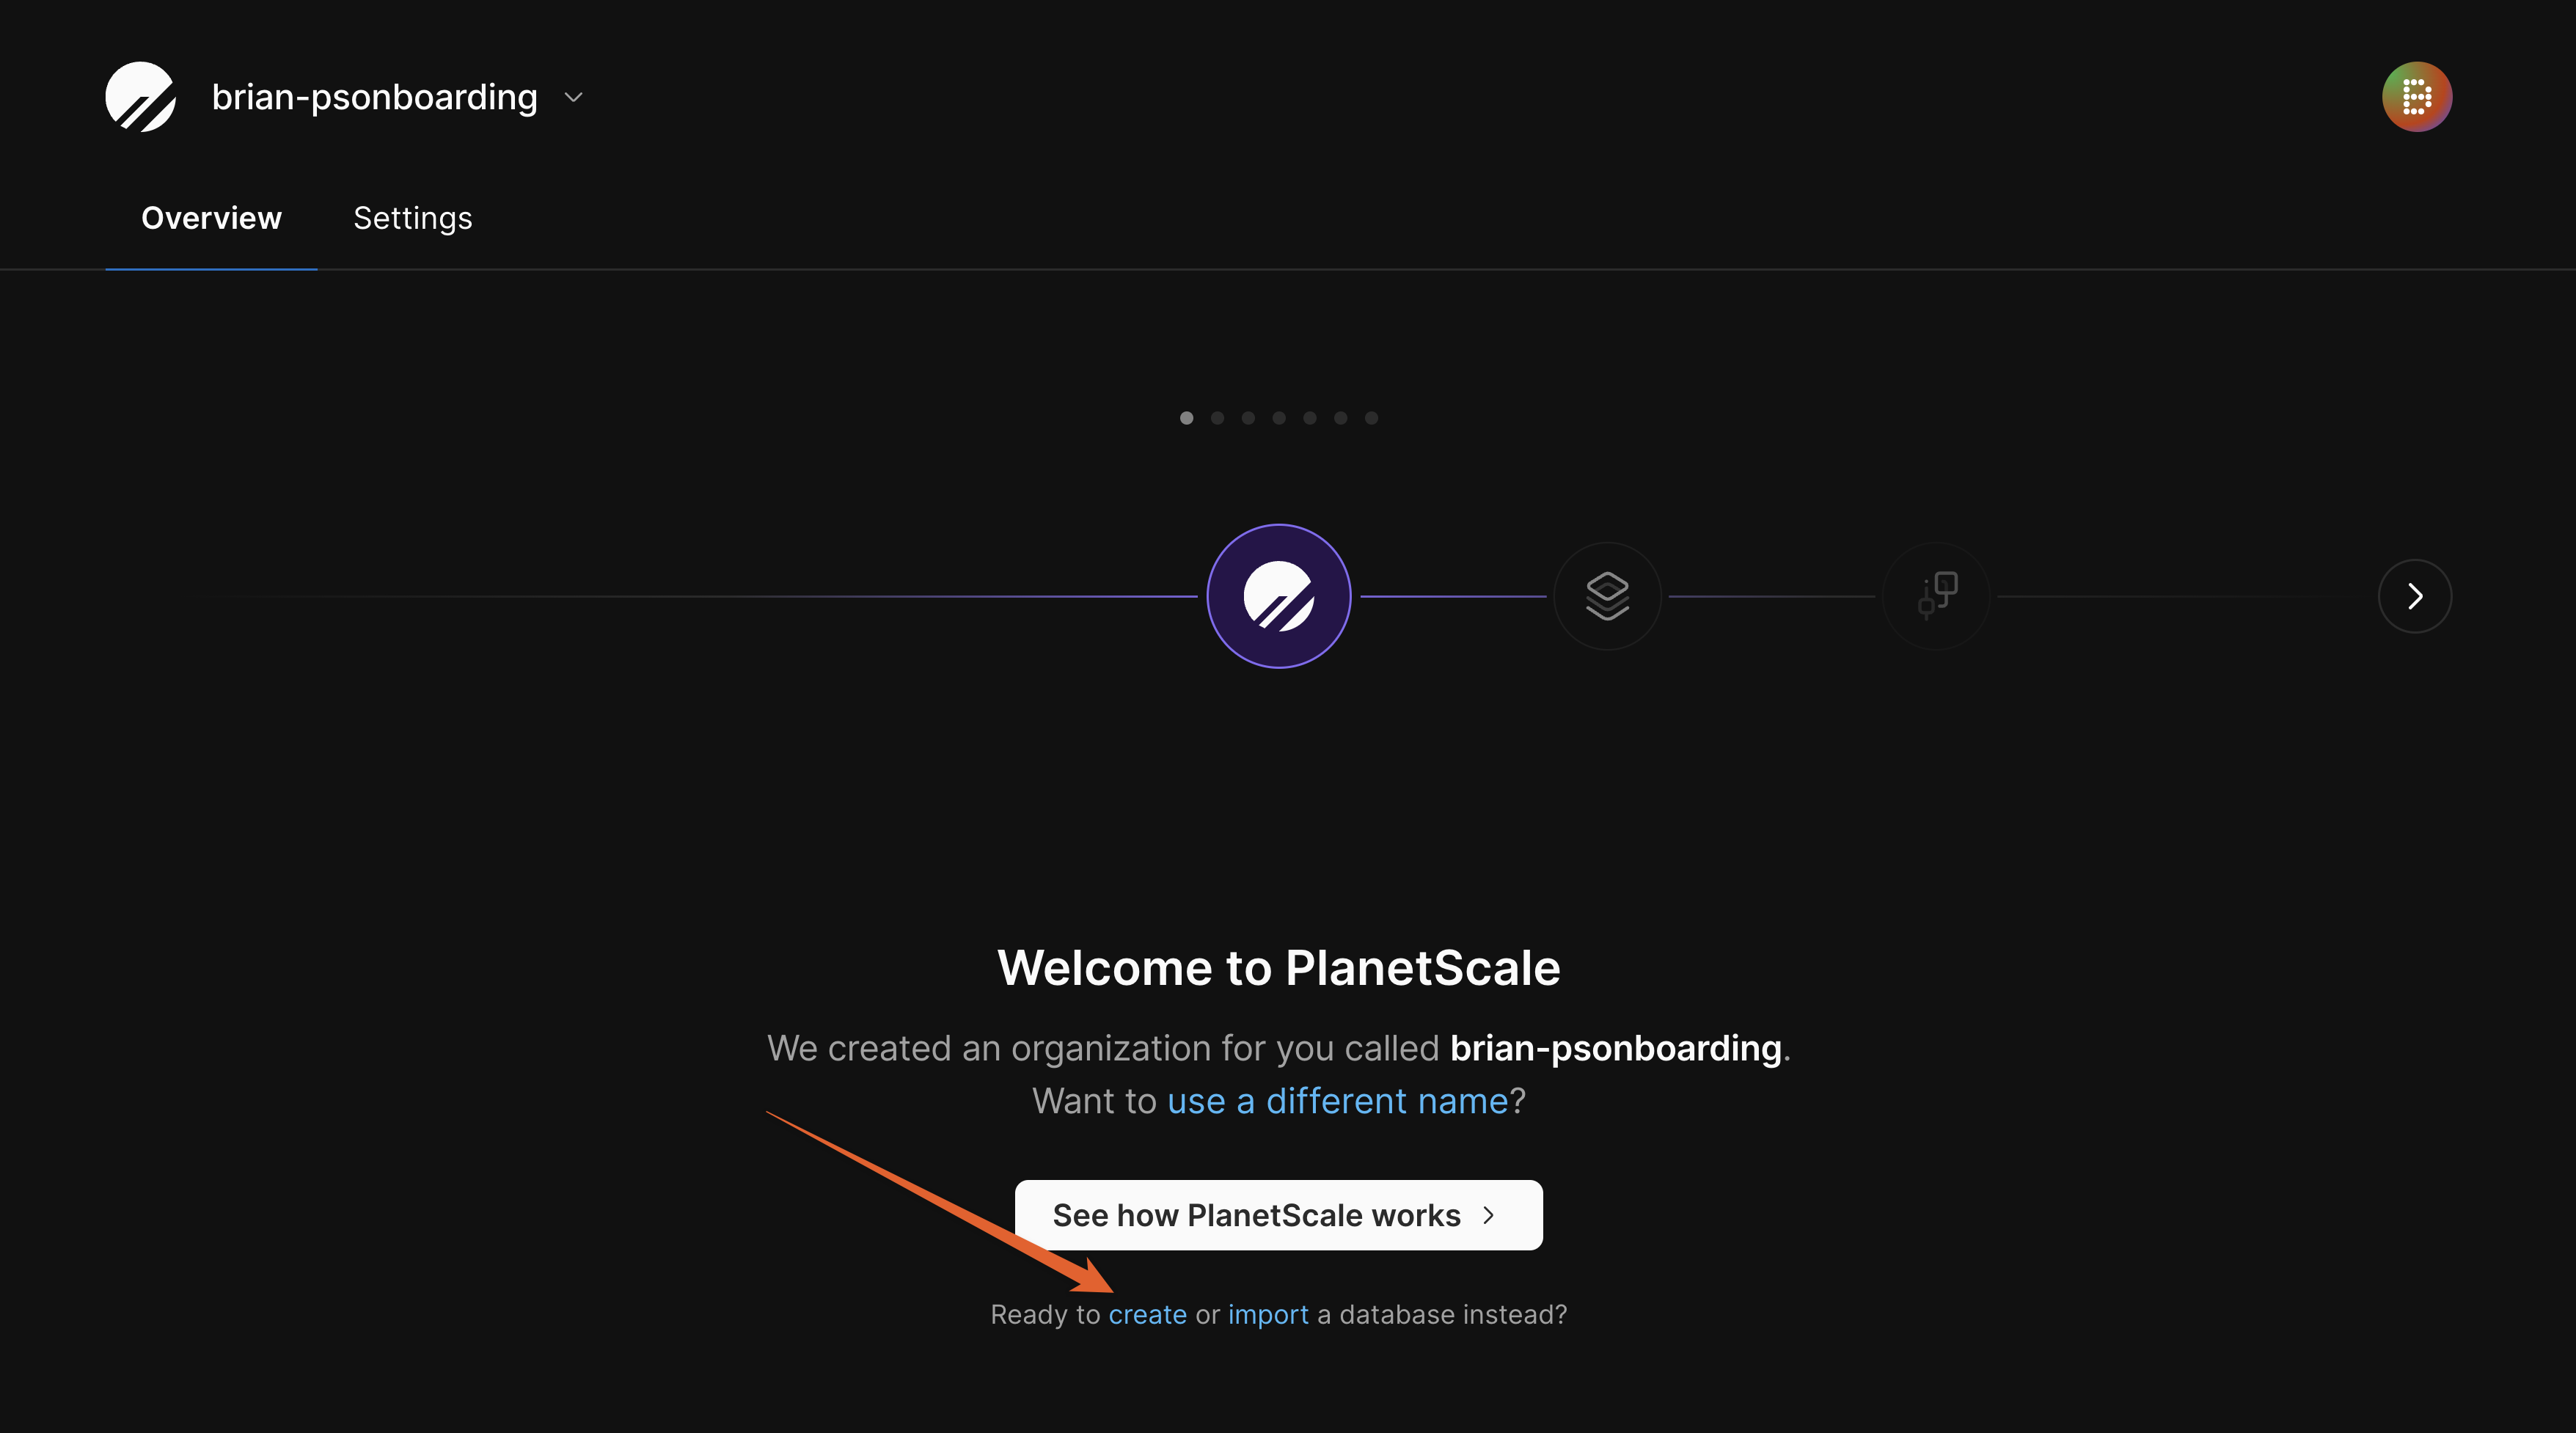 brian-psonboarding
B
Overview
Settings
Welcome to PlanetScale
We created an organization for you called brian-psonboarding.
Want to use a different name?
See how PlanetScale works
Ready to create or import a database instead?